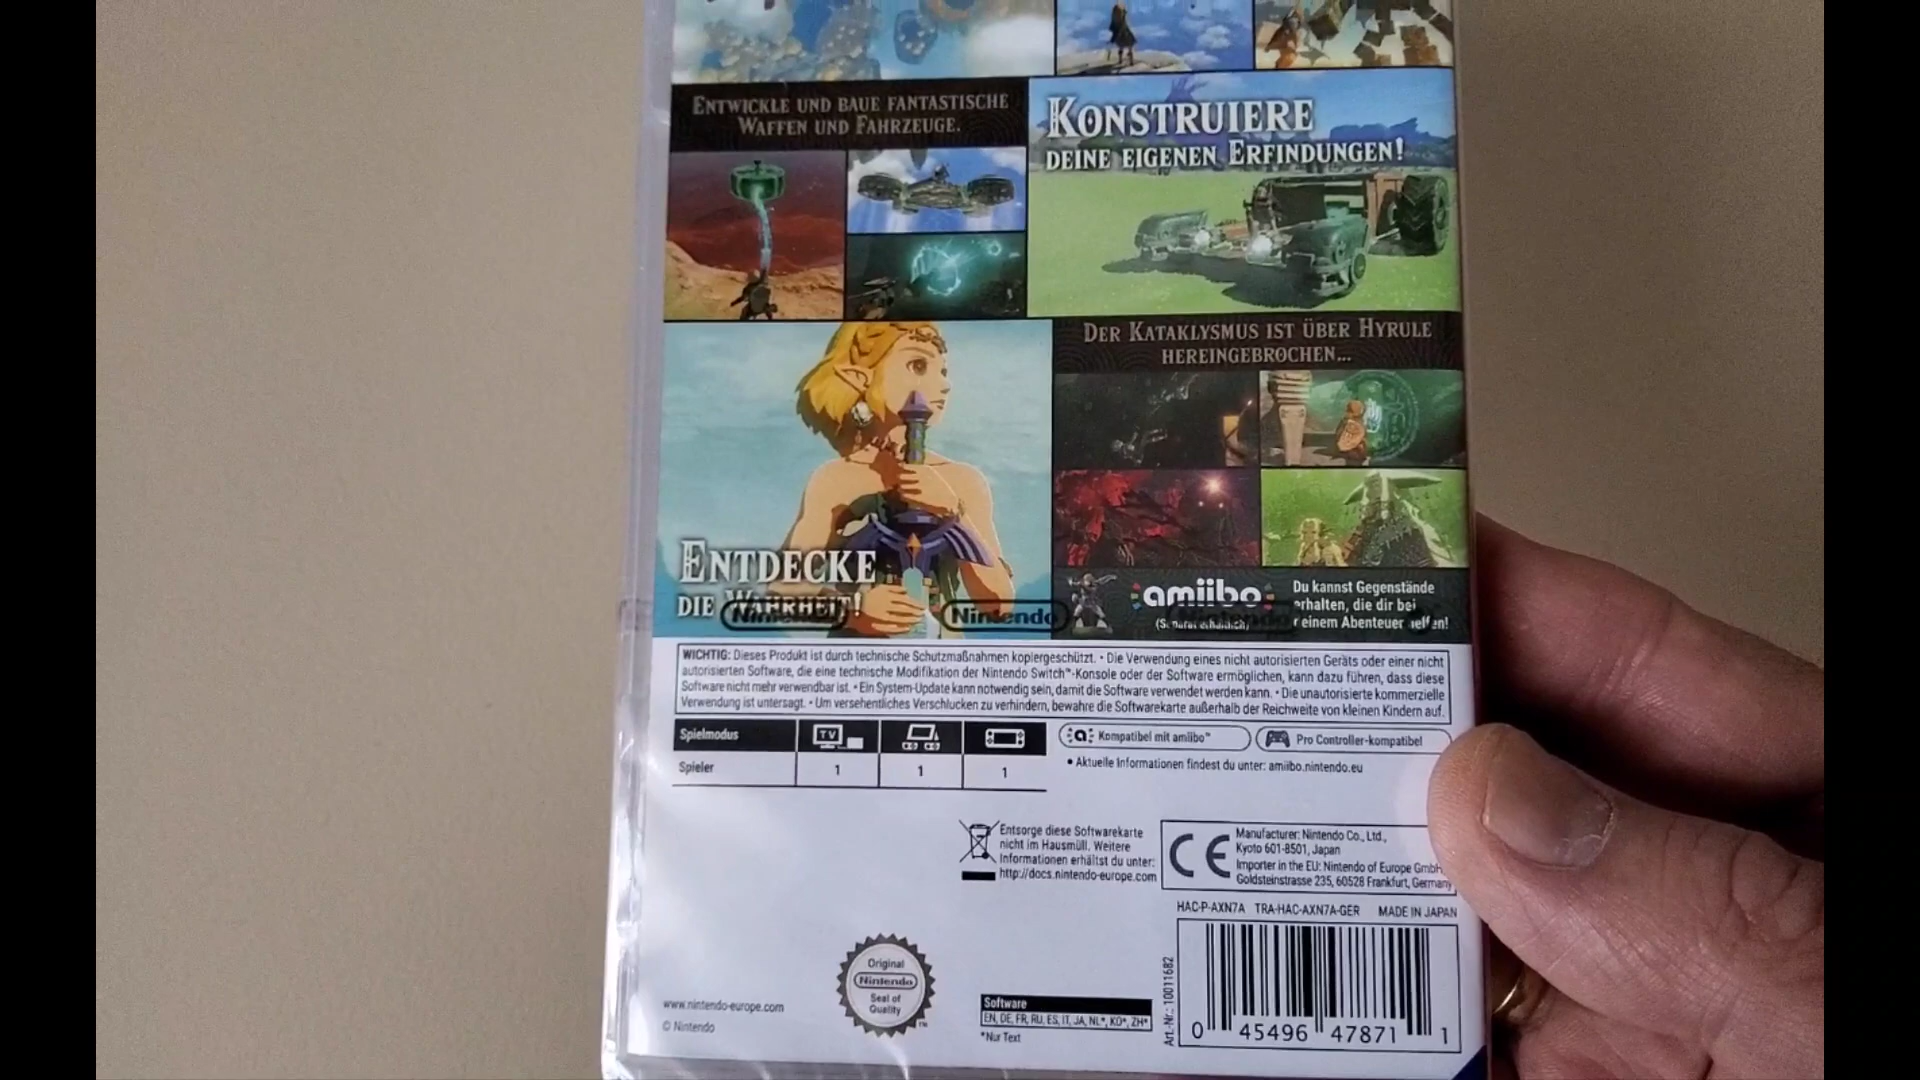 ENTWICKLE UND BAUE FANTASTISCHE
WAFFEN UND FAHRZEUGE.
KONSTRUIERE
DEINE EIGENEN ERFINDUNGEN!
ENTDECKE
DIE WAHRHEIT!
DER KATAKLYSMUS IST ÜBER HYRULE
HEREINGEBROCHEN...
amiibo
(Separat erhältlich)
Du kannst Gegenstände
erhalten, die dir bei
deinem Abenteuer helfen!
Nintendo Nintendo Nintendo
WICHTIG: Dieses Produkt ist durch technische Schutzmaßnahmen kopiergeschützt. • Die Verwendung eines nicht autorisierten Geräts oder einer nicht
autorisierten Software, die eine technische Modifikation der Nintendo Switch™-Konsole oder der Software ermöglichen, kann dazu führen, dass diese
Software nicht mehr verwendbar ist. • Ein System-Update kann notwendig sein, damit die Software verwendet werden kann. • Die unautorisierte kommerzielle
Verwendung ist untersagt. • Um versehentliches Verschlucken zu verhindern, bewahre die Softwarekarte außerhalb der Reichweite von kleinen Kindern auf.
Spielmodus TV
Spieler 1 1 1
Kompatibel mit amiibo™
Pro Controller-kompatibel
• Aktuelle Informationen findest du unter: amiibo.nintendo.eu
Entsorge diese Softwarekarte
nicht im Hausmüll. Weitere
Informationen erhältst du unter:
http://docs.nintendo-europe.com
CE
Manufacturer: Nintendo Co., Ltd.,
Kyoto 601-8501, Japan
Importer in the EU: Nintendo of Europe GmbH,
Goldsteinstrasse 235, 60528 Frankfurt, Germany
HAC-P-AXN7A TRA-HAC-AXN7A-GER MADE IN JAPAN
www.nintendo-europe.com
© Nintendo
Original
Nintendo
Seal of
Quality
™
Software
EN, DE, FR, RU, ES, IT, JA, NL*, KO*, ZH*
*Nur Text
Art.-Nr.: 10011682
0 45496 47871 1